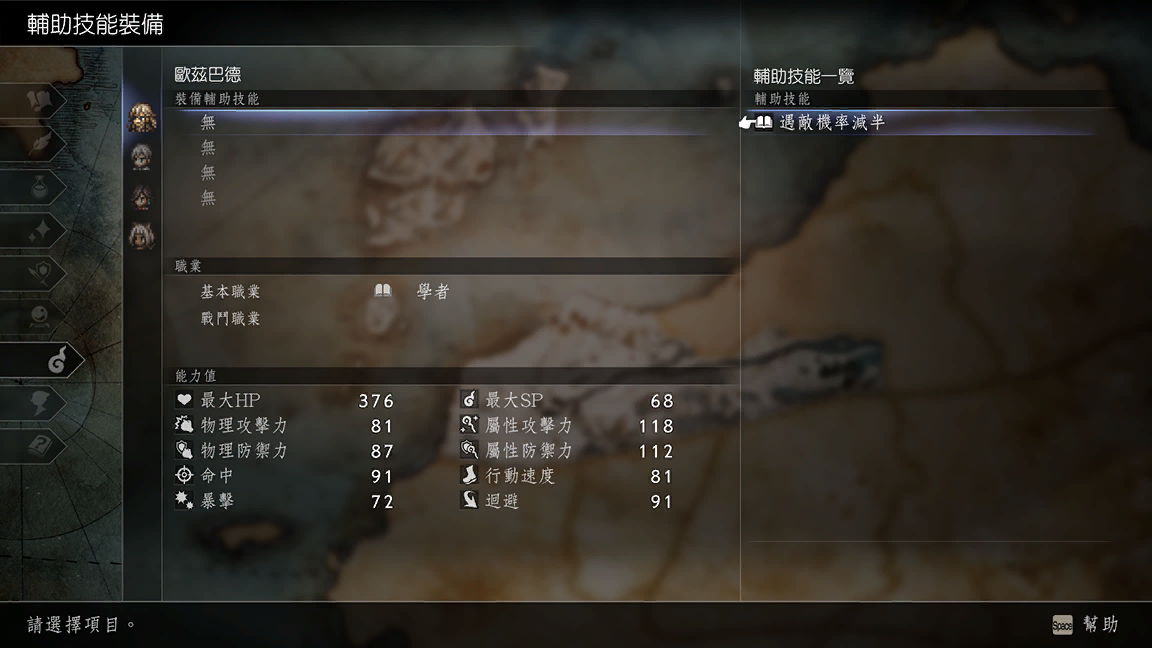 輔助技能裝備
歐茲巴德
裝備輔助技能
無
無
無
無
職業
基本職業 學者
戰鬥職業
能力值
最大HP 376 最大SP 68
物理攻擊力 81 屬性攻擊力 118
物理防禦力 87 屬性防禦力 112
命中 91 行動速度 81
暴擊 72 迴避 91
輔助技能一覽
輔助技能
遇敵機率減半
請選擇項目。
Space 幫助